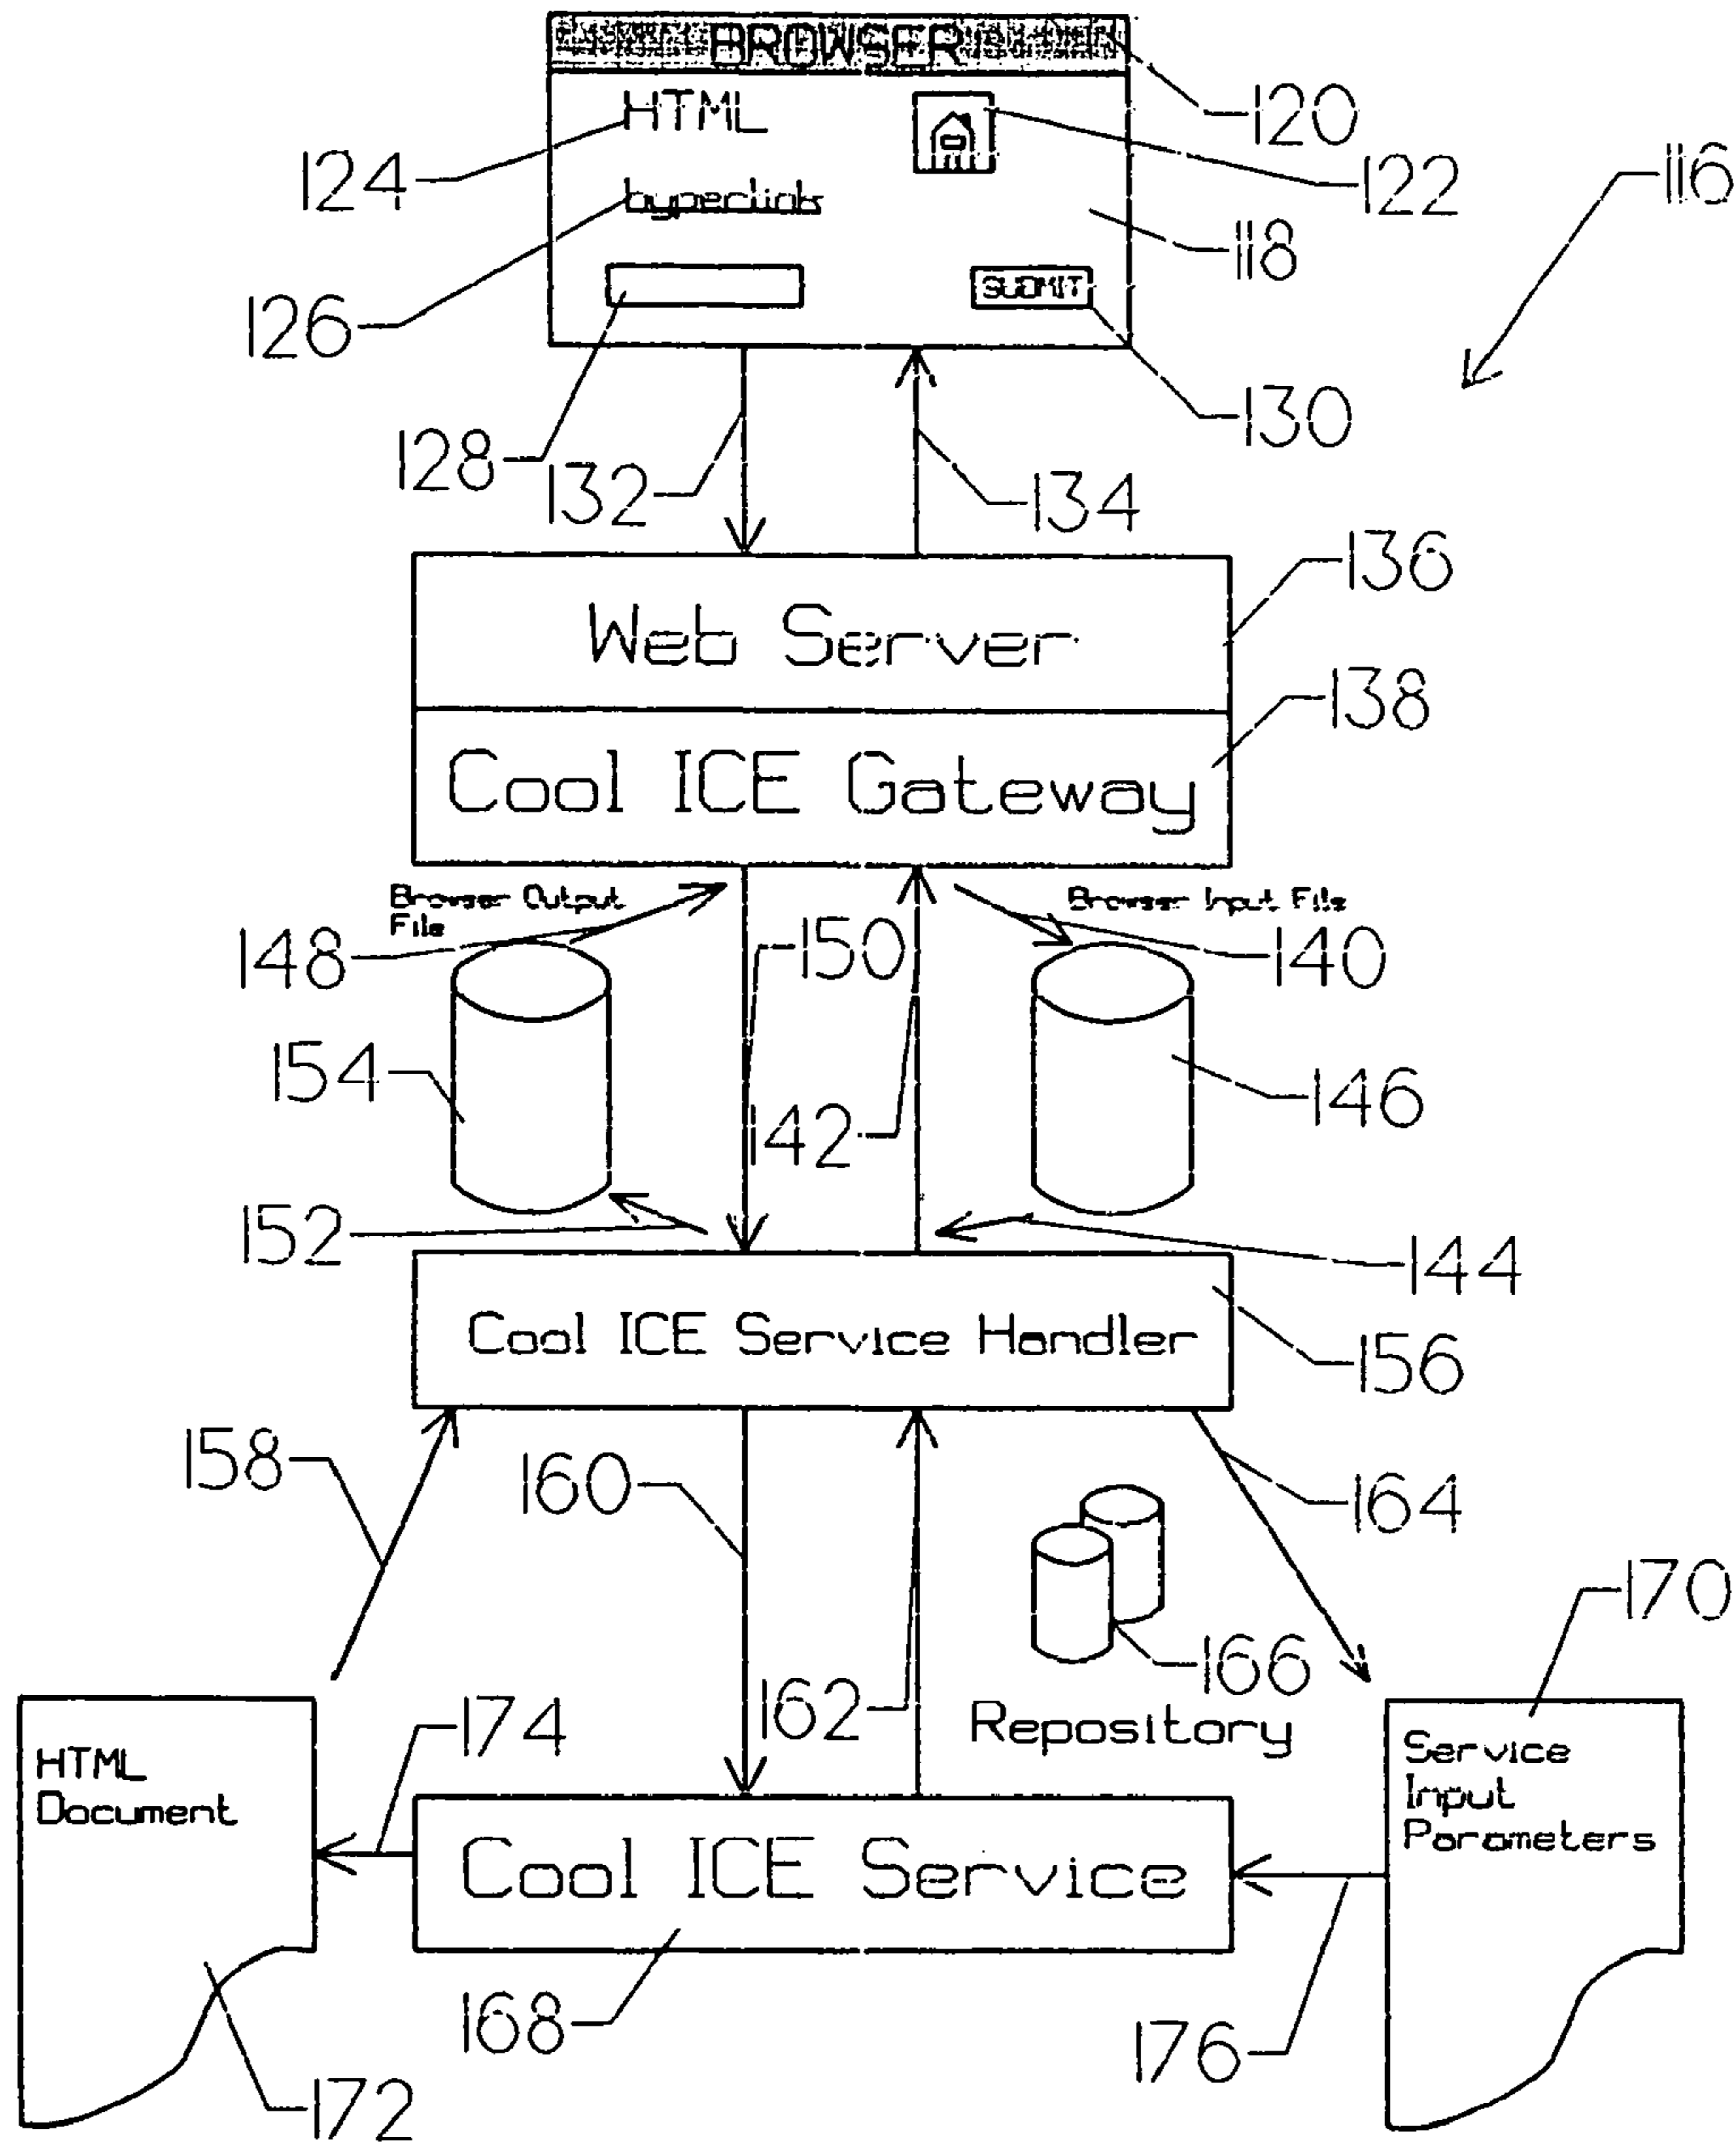 BROWSER
120
HTML
124
122
116
hyperlink
118
126
SUBMIT
130
128
132
134
136
Web Server
138
Cool ICE Gateway
Browser Output
File
Browser Input File
148
150
140
154
146
142
152
144
Cool ICE Service Handler
156
158
160
164
170
166
162
174
Repository
HTML
Document
Service
Input
Parameters
Cool ICE Service
168
176
172